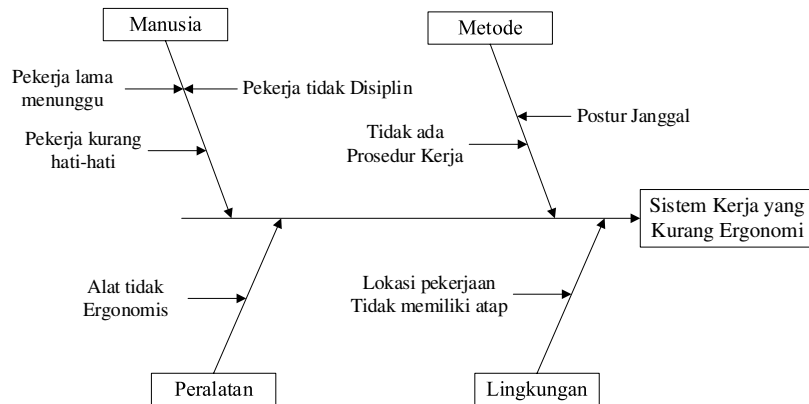 Manusia
Metode
Pekerja lama
menunggu
Pekerja tidak Disiplin
Postur Janggal
Pekerja kurang
hati-hati
Tidak ada
Prosedur Kerja
Sistem Kerja yang
Kurang Ergonomi
Alat tidak
Ergonomis
Lokasi pekerjaan
Tidak memiliki atap
Peralatan
Lingkungan